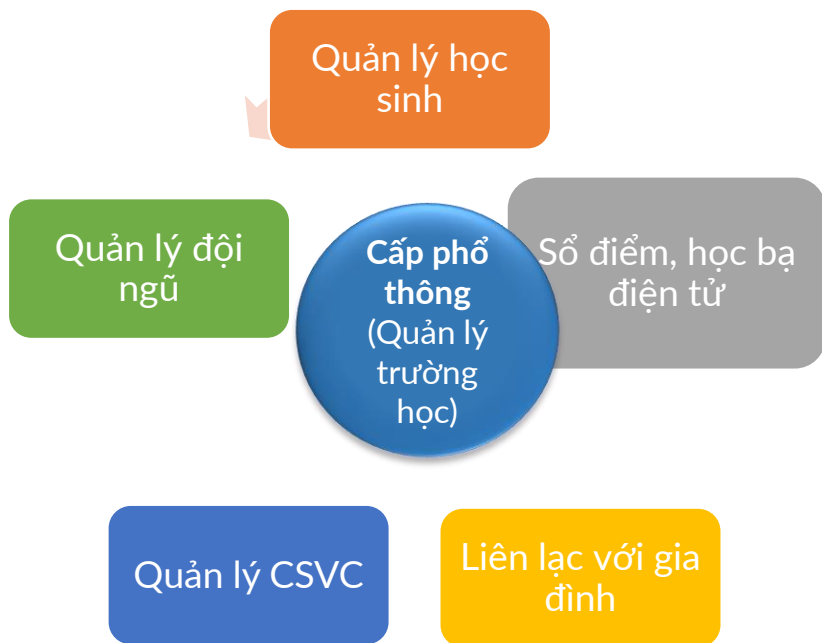 Quản lý học
sinh
Quản lý đội
ngũ
Cấp phổ
thông
(Quản lý
trường
học)
Sổ điểm, học bạ
điện tử
Quản lý CSVC
Liên lạc với gia
đình